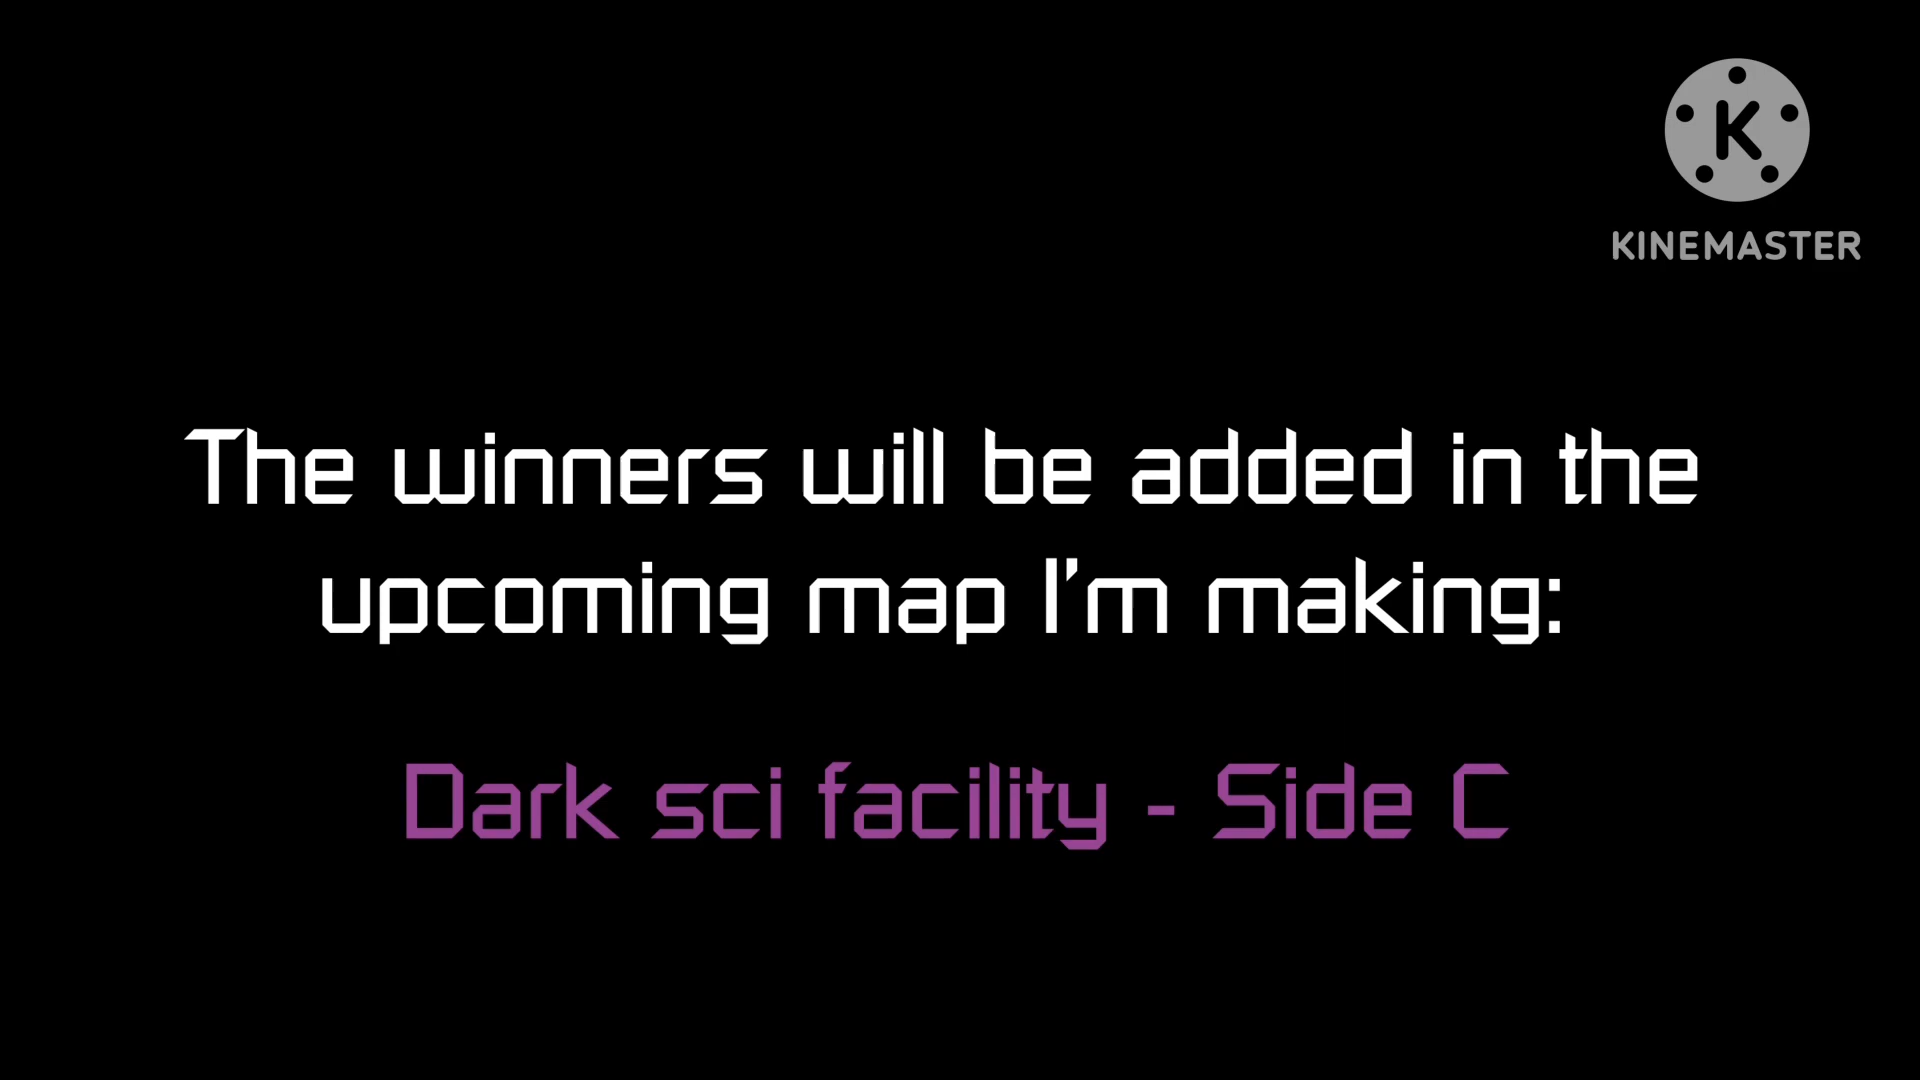 K
KINEMASTER
The winners will be added in the
upcoming map I'm making:
Dark sci facility - Side C